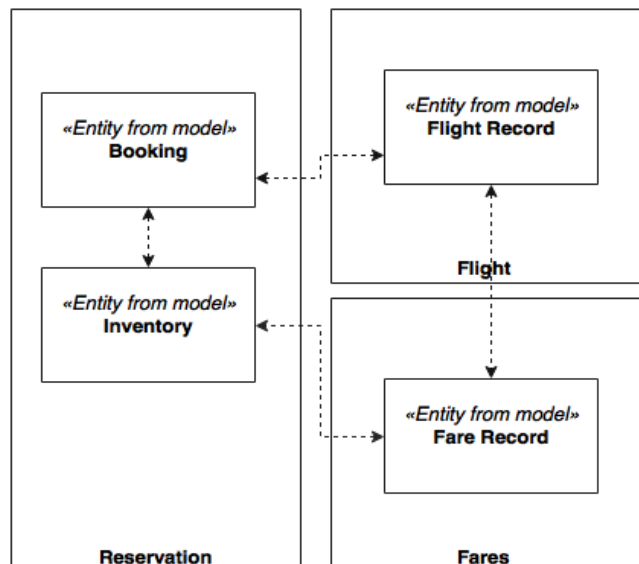 «Entity from model»
Booking
«Entity from model»
Inventory
Reservation
«Entity from model»
Flight Record
Flight
«Entity from model»
Fare Record
Fares